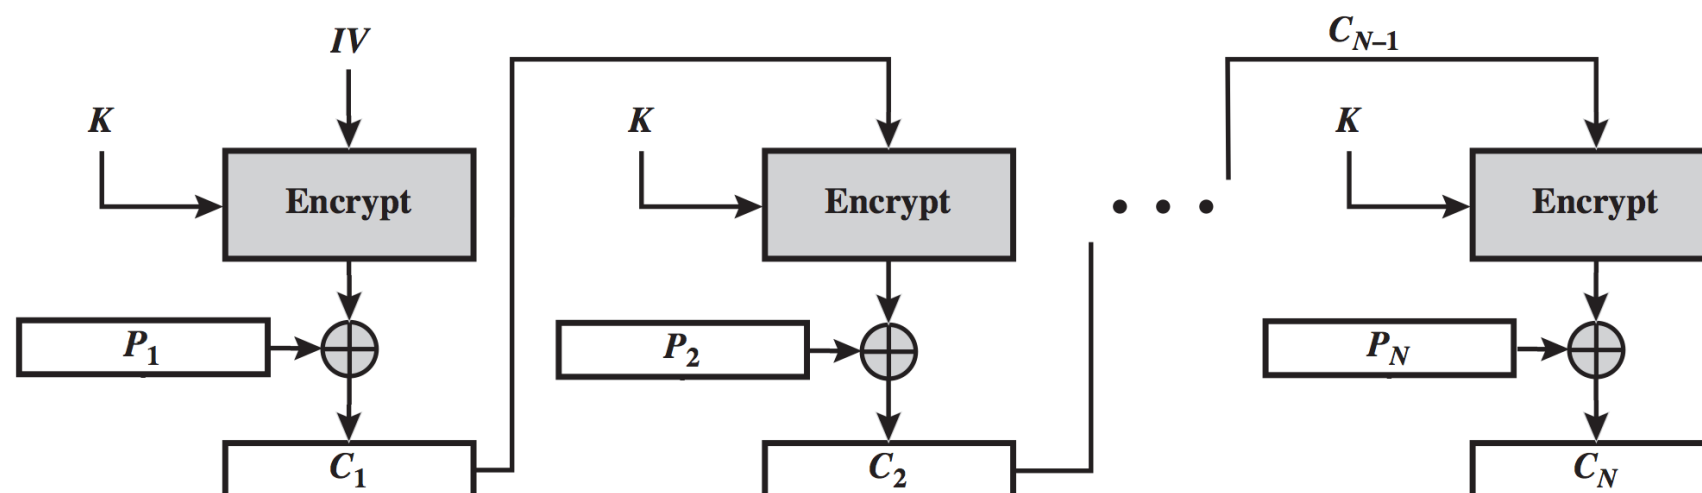 IV
C_{N-1}
K K K
Encrypt Encrypt Encrypt
P_1 P_2 P_N
C_1 C_2 C_N